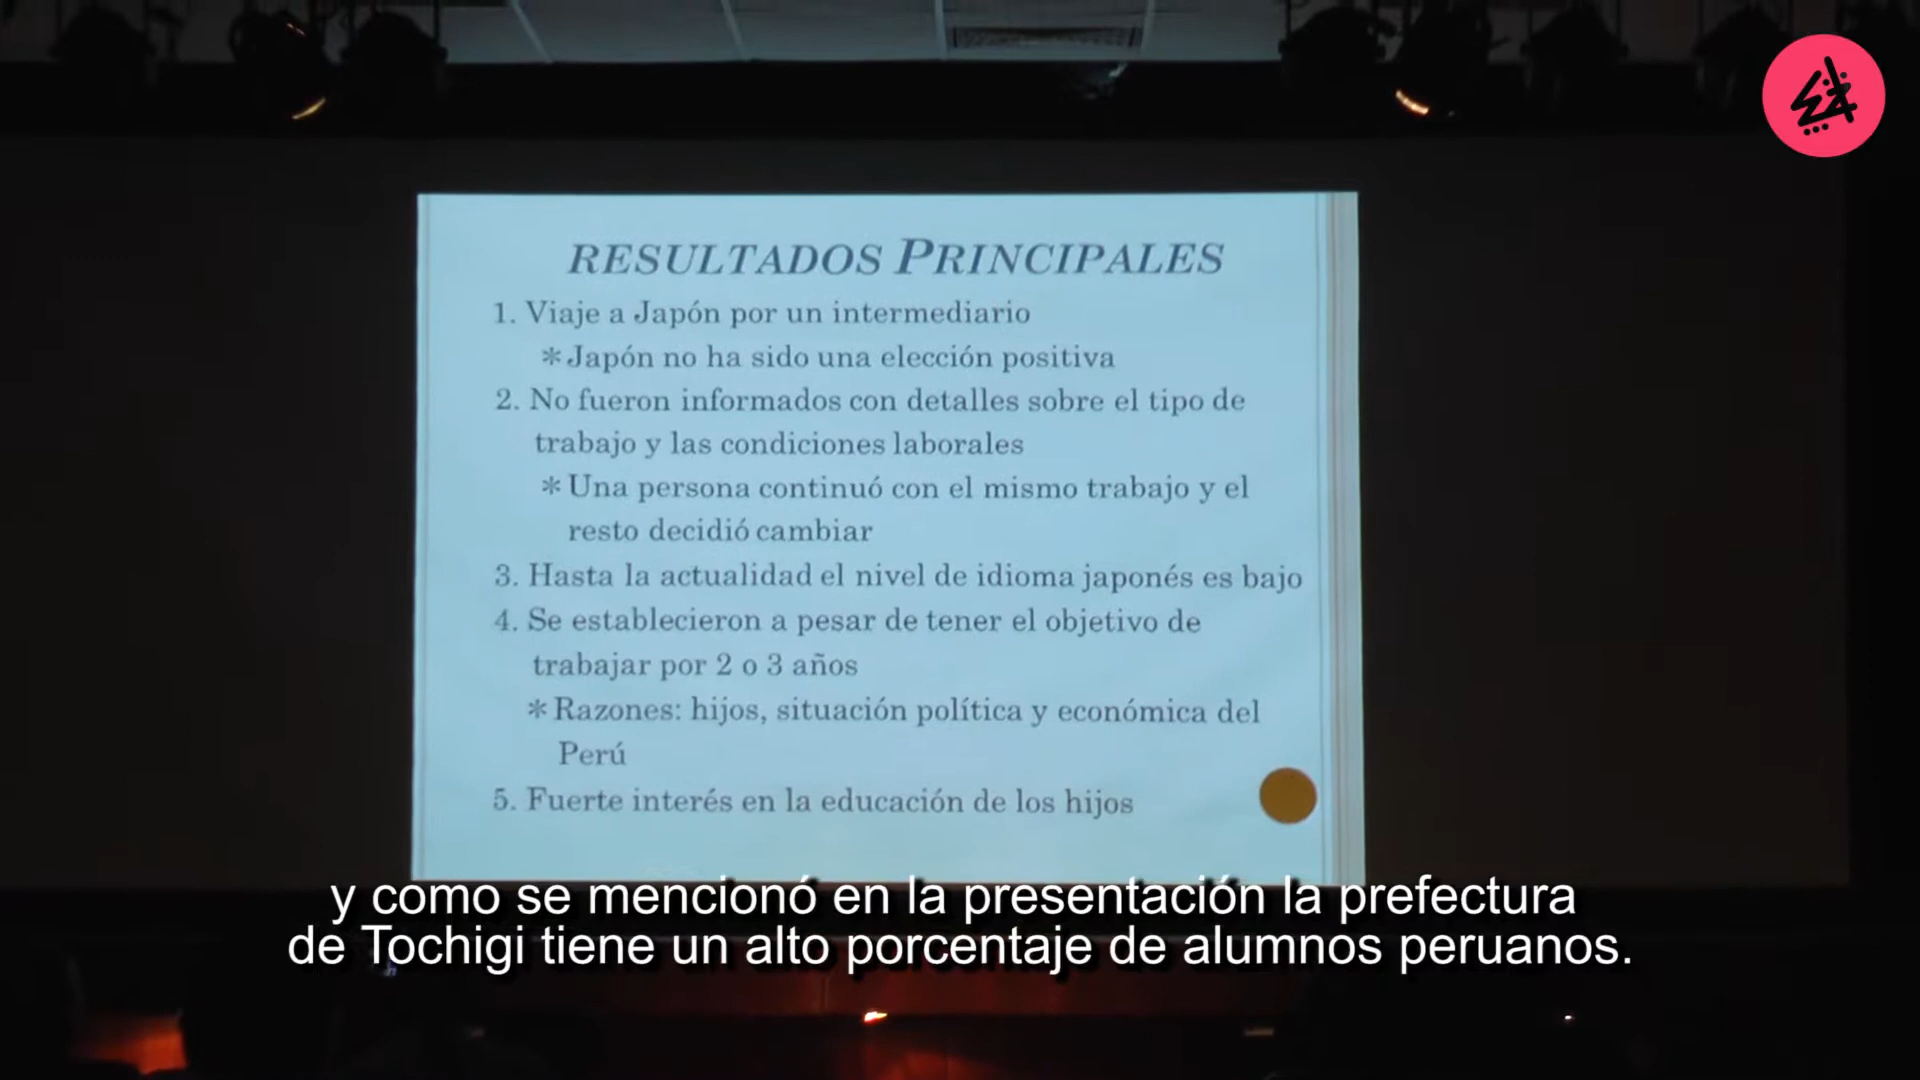 RESULTADOS PRINCIPALES
1. Viaje a Japón por un intermediario
*Japón no ha sido una elección positiva
2. No fueron informados con detalles sobre el tipo de
trabajo y las condiciones laborales
*Una persona continuó con el mismo trabajo y el
resto decidió cambiar
3. Hasta la actualidad el nivel de idioma japonés es bajo
4. Se establecieron a pesar de tener el objetivo de
trabajar por 2 o 3 años
*Razones: hijos, situación política y económica del
Perú
5. Fuerte interés en la educación de los hijos
y como se mencionó en la presentación la prefectura
de Tochigi tiene un alto porcentaje de alumnos peruanos.